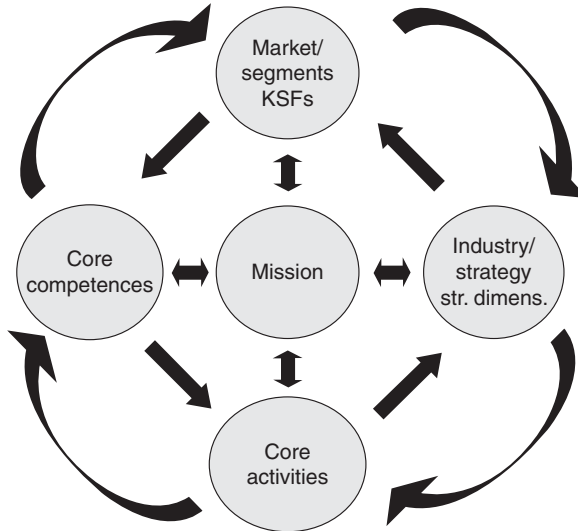 Market/
segments
KSFs
Core
competences
Mission
Industry/
strategy
str. dimens.
Core
activities